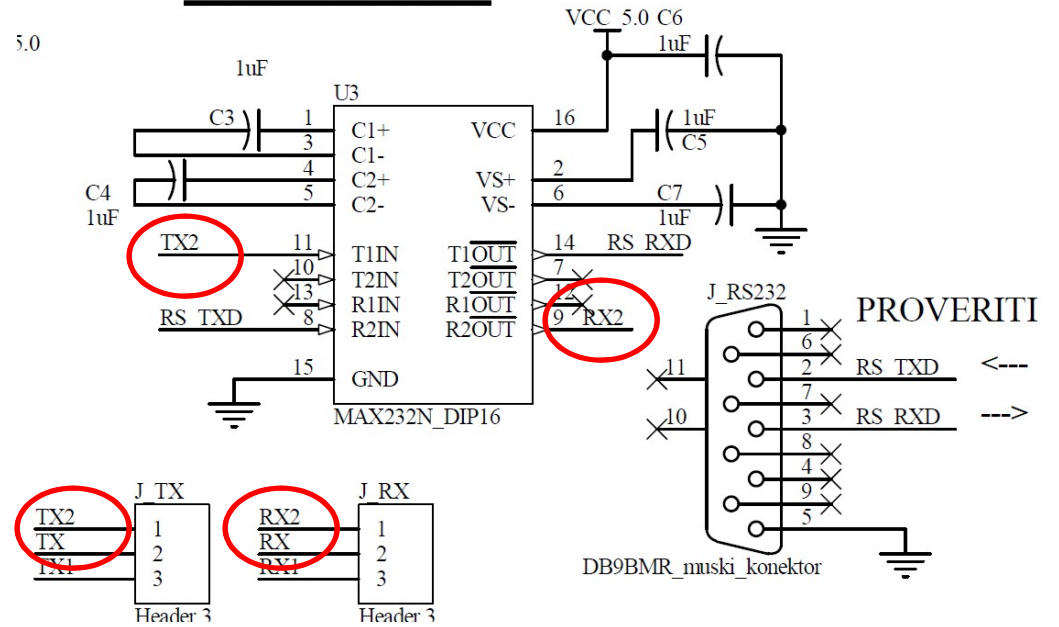 5.0
VCC 5.0 C6
1uF
1uF
U3
C3 1 C1+ VCC 16
1uF
C5
3 C1-
4 C2+ VS+ 2
C4 5 C2- VS- 6 C7
1uF
1uF
TX2 11 T1IN T1OUT 14 RS_RXD
10 T2IN T2OUT 7
13 R1IN R1OUT 12
RS_TXD 8 R2IN R2OUT 9 RX2
15 GND
MAX232N_DIP16
J_RS232
PROVERITI
1
6
11 2 RS_TXD <---
7
10 3 RS_RXD --->
8
4
9
5
DB9BMR_muski_konektor
J_TX
TX2 1
TX 2
TX1 3
Header 3
J_RX
RX2 1
RX 2
RX1 3
Header 3